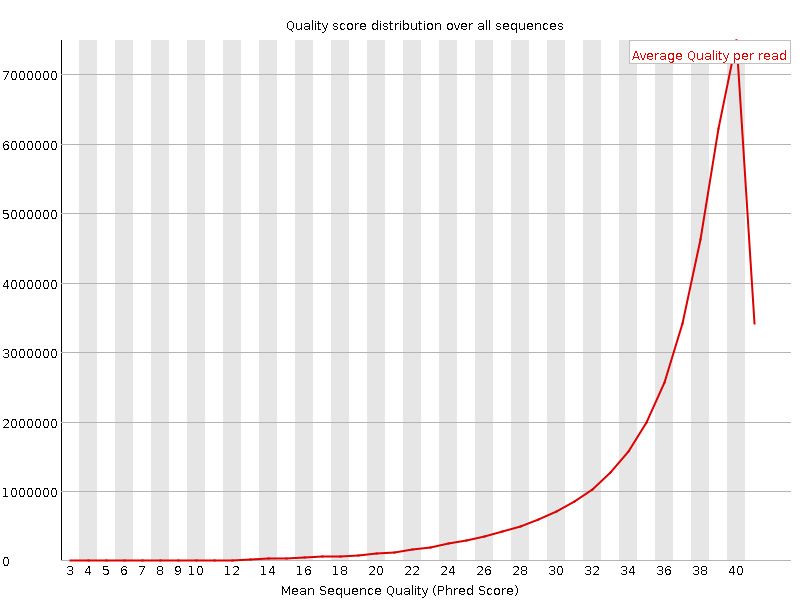 Quality score distribution over all sequences
Average Quality per read
7000000
6000000
5000000
4000000
3000000
2000000
1000000
0
3 4 5 6 7 8 9 10 12 14 16 18 20 22 24 26 28 30 32 34 36 38 40
Mean Sequence Quality (Phred Score)